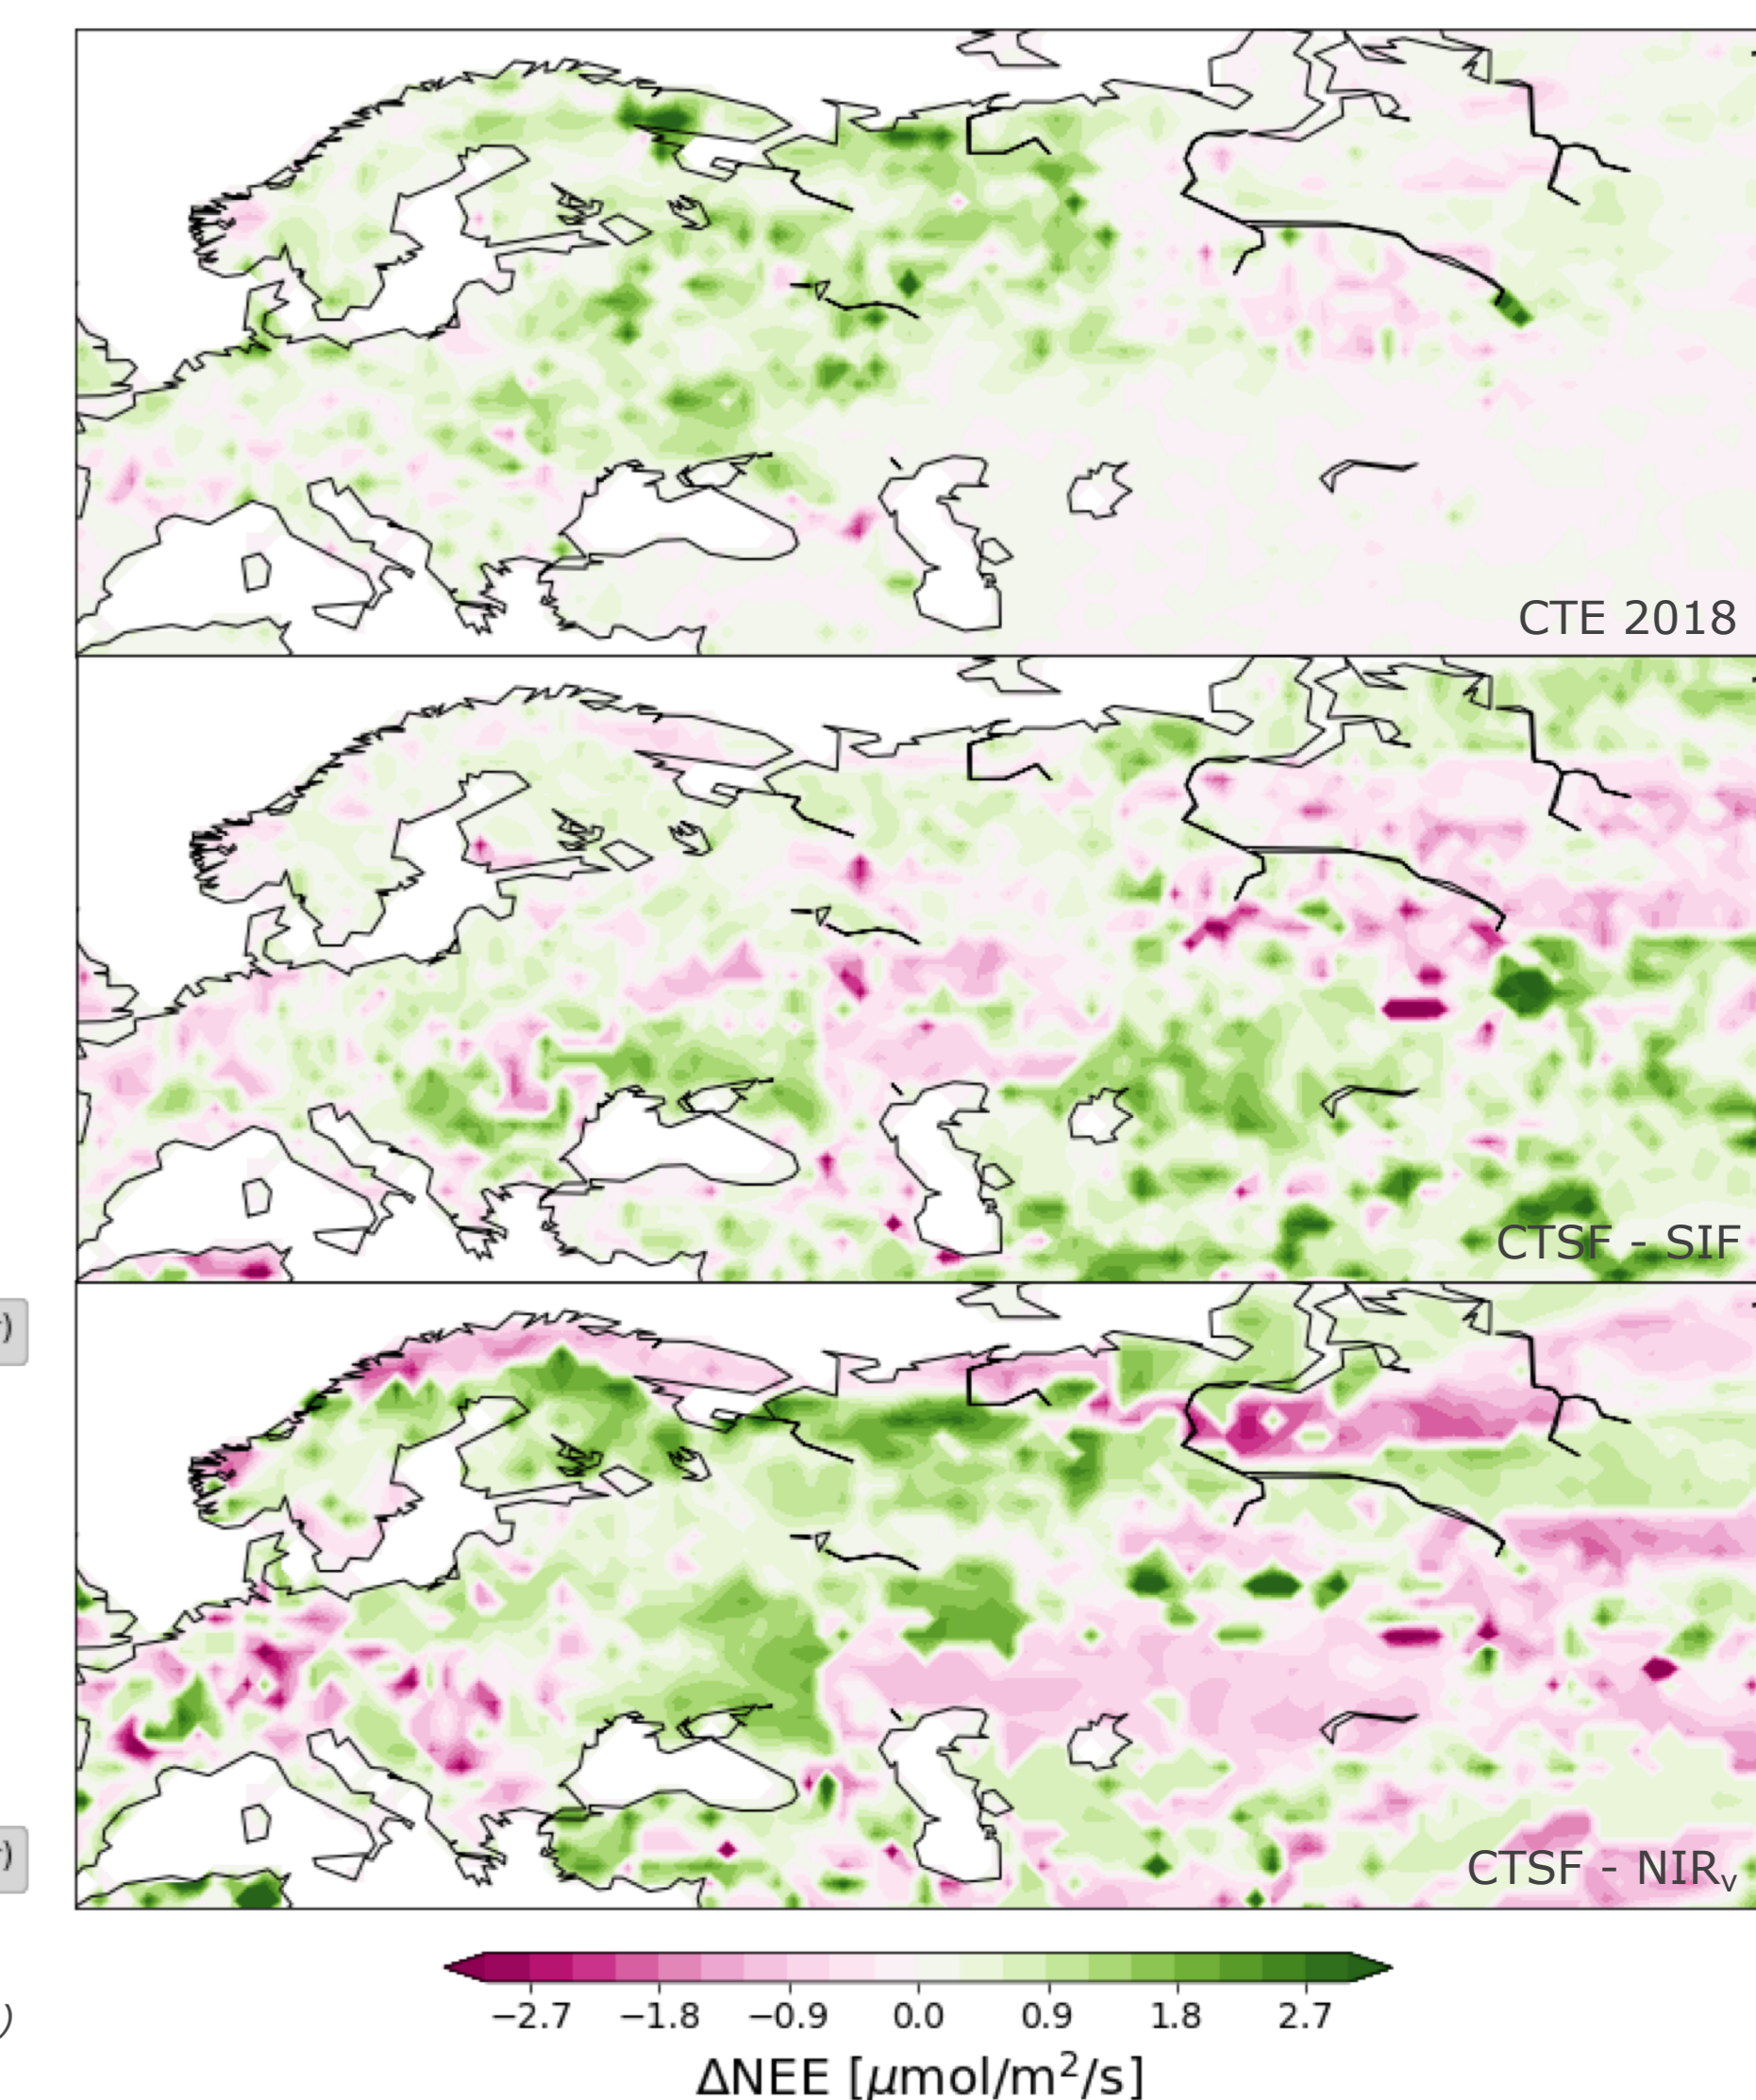 CTE 2018
CTSF - SIF
)
CTSF - NIRv
)
−2.7 −1.8 −0.9 0.0 0.9 1.8 2.7
)
ΔNEE [μmol/m²/s]